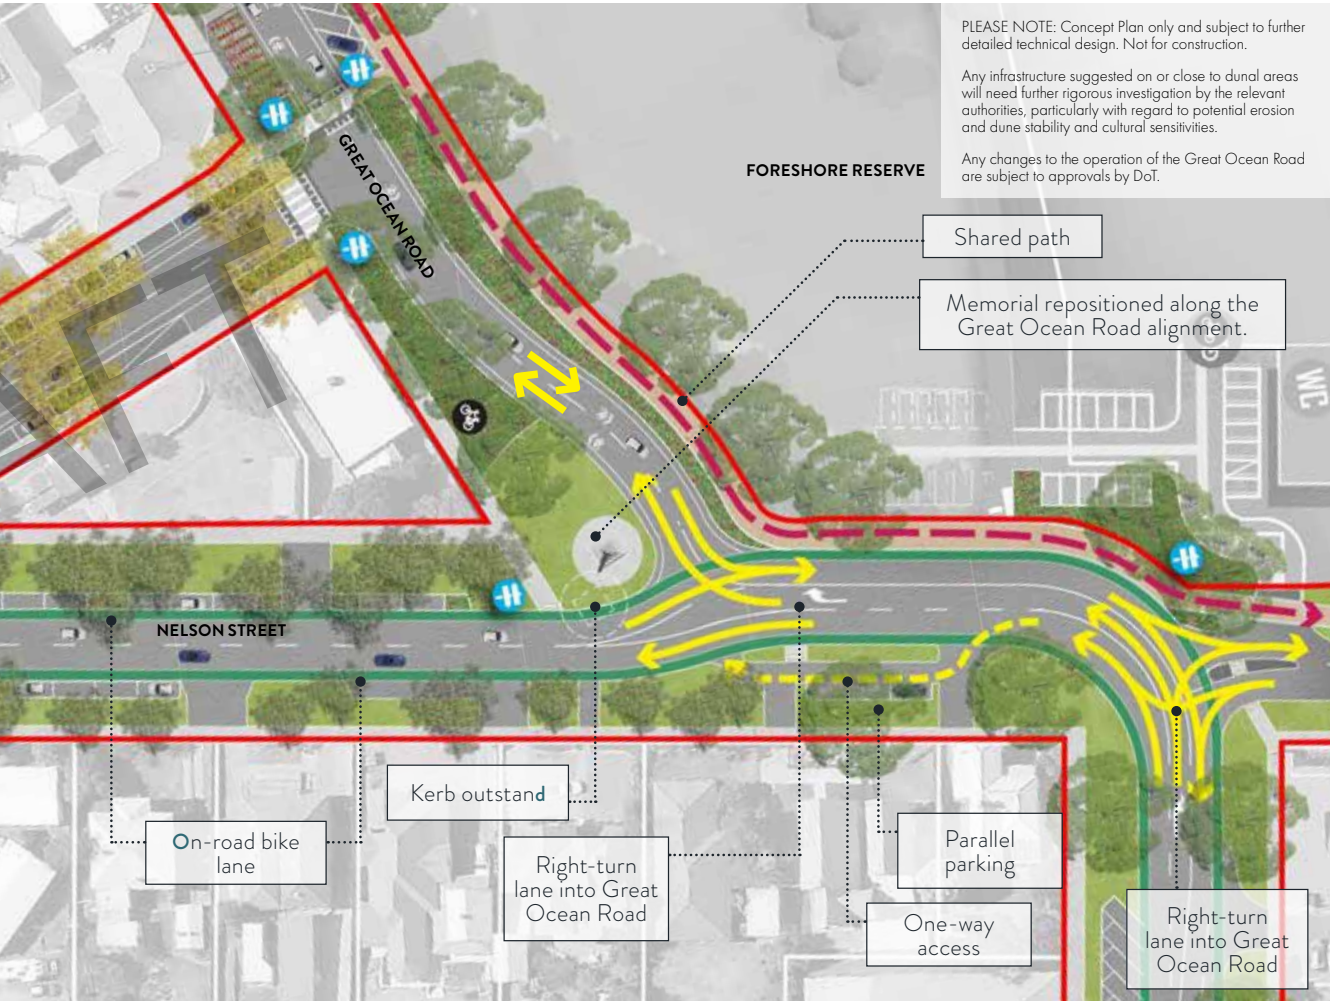 PLEASE NOTE: Concept Plan only and subject to further
detailed technical design. Not for construction.
Any infrastructure suggested on or close to dunal areas
will need further rigorous investigation by the relevant
authorities, particularly with regard to potential erosion
and dune stability and cultural sensitivities.
Any changes to the operation of the Great Ocean Road
are subject to approvals by DoT.
GREAT OCEAN ROAD
FORESHORE RESERVE
Shared path
Memorial repositioned along the
Great Ocean Road alignment.
WC
NELSON STREET
Kerb outstand
On-road bike
lane
Right-turn
lane into Great
Ocean Road
Parallel
parking
One-way
access
Right-turn
lane into Great
Ocean Road